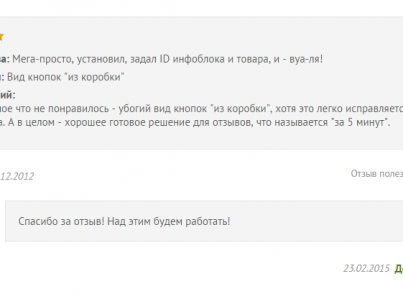 ва: Мега-просто, установил, задал ID инфоблока и товара, и - вуа-ля!
: Вид кнопок "из коробки"
ий:
ое что не понравилось - убогий вид кнопок "из коробки", хотя это легко исправляется
. А в целом - хорошее готовое решение для отзывов, что называется "за 5 минут".
.12.2012
Отзыв полез
Спасибо за отзыв! Над этим будем работать!
23.02.2015